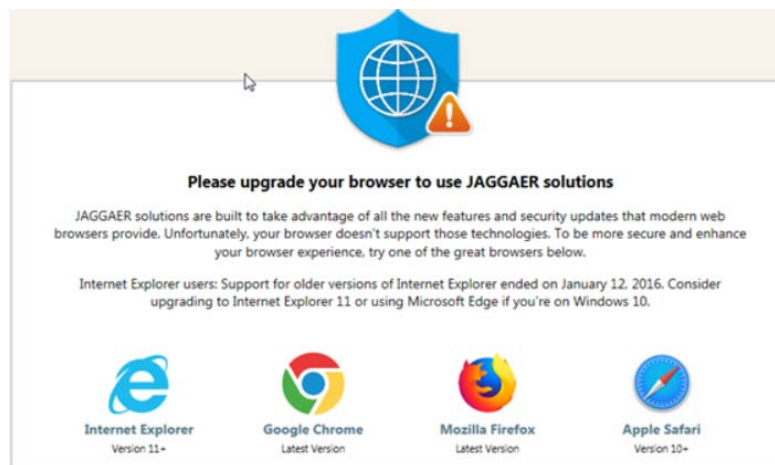 Please upgrade your browser to use JAGGAER solutions
JAGGAER solutions are built to take advantage of all the new features and security updates that modern web
browsers provide. Unfortunately, your browser doesn't support those technologies. To be more secure and enhance
your browser experience, try one of the great browsers below.
Internet Explorer users: Support for older versions of Internet Explorer ended on January 12, 2016. Consider
upgrading to Internet Explorer 11 or using Microsoft Edge if you're on Windows 10.
Internet Explorer Google Chrome Mozilla Firefox Apple Safari
Version 11+ Latest Version Latest Version Version 10+